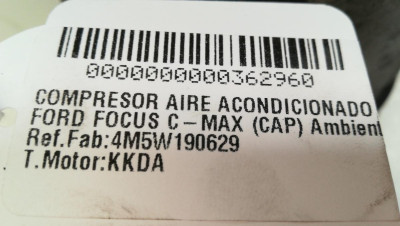 0000000000362960
COMPRESOR AIRE ACONDICIONADO
FORD FOCUS C-MAX (CAP) Ambient
Ref.Fab:4M5W190629
T.Motor:KKDA